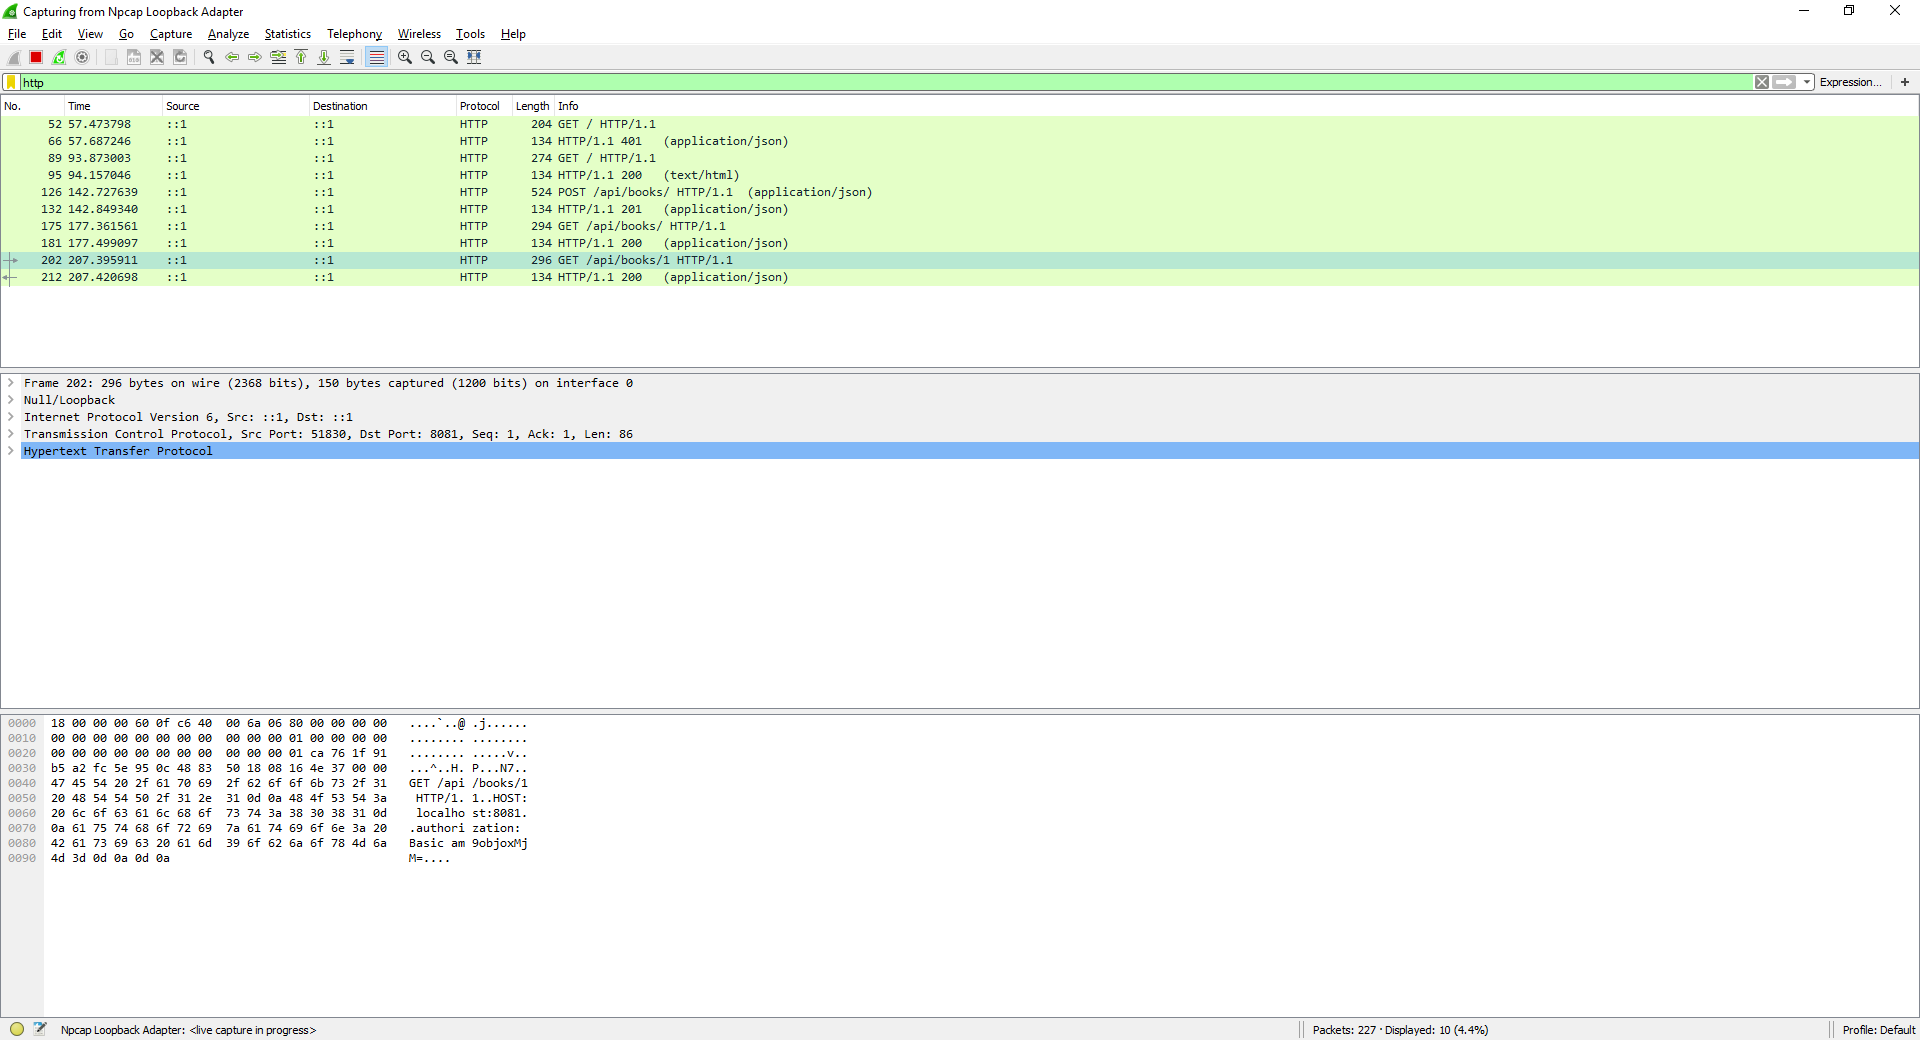 Capturing from Npcap Loopback Adapter
File Edit View Go Capture Analyze Statistics Telephony Wireless Tools Help
http Expression... +
No. Time Source Destination Protocol Length Info
52 57.473798 ::1 ::1 HTTP 204 GET / HTTP/1.1
66 57.687246 ::1 ::1 HTTP 134 HTTP/1.1 401 (application/json)
89 93.873003 ::1 ::1 HTTP 274 GET / HTTP/1.1
95 94.157046 ::1 ::1 HTTP 134 HTTP/1.1 200 (text/html)
126 142.727639 ::1 ::1 HTTP 524 POST /api/books/ HTTP/1.1 (application/json)
132 142.849340 ::1 ::1 HTTP 134 HTTP/1.1 201 (application/json)
175 177.361561 ::1 ::1 HTTP 294 GET /api/books/ HTTP/1.1
181 177.499097 ::1 ::1 HTTP 134 HTTP/1.1 200 (application/json)
202 207.395911 ::1 ::1 HTTP 296 GET /api/books/1 HTTP/1.1
212 207.420698 ::1 ::1 HTTP 134 HTTP/1.1 200 (application/json)
Frame 202: 296 bytes on wire (2368 bits), 150 bytes captured (1200 bits) on interface 0
Null/Loopback
Internet Protocol Version 6, Src: ::1, Dst: ::1
Transmission Control Protocol, Src Port: 51830, Dst Port: 8081, Seq: 1, Ack: 1, Len: 86
Hypertext Transfer Protocol
0000 18 00 00 00 60 0f c6 40 00 6a 06 80 00 00 00 00 ....`..@ .j......
0010 00 00 00 00 00 00 00 00 00 00 00 01 00 00 00 00 ........ ........
0020 00 00 00 00 00 00 00 00 00 00 00 01 ca 76 1f 91 ........ .....v..
0030 b5 a2 fc 5e 95 0c 48 83 50 18 08 16 4e 37 00 00 ...^..H. P...N7..
0040 47 45 54 20 2f 61 70 69 2f 62 6f 6f 6b 73 2f 31 GET /api /books/1
0050 20 48 54 54 50 2f 31 2e 31 0d 0a 48 4f 53 54 3a HTTP/1. 1..HOST:
0060 20 6c 6f 63 61 6c 68 6f 73 74 3a 38 30 38 31 0d localho st:8081.
0070 0a 61 75 74 68 6f 72 69 7a 61 74 69 6f 6e 3a 20 .authori zation:
0080 42 61 73 69 63 20 61 6d 39 6f 62 6a 6f 78 4d 6a Basic am 9objoxMj
0090 4d 3d 0d 0a 0d 0a M=....
Npcap Loopback Adapter: <live capture in progress> Packets: 227 · Displayed: 10 (4.4%) Profile: Default